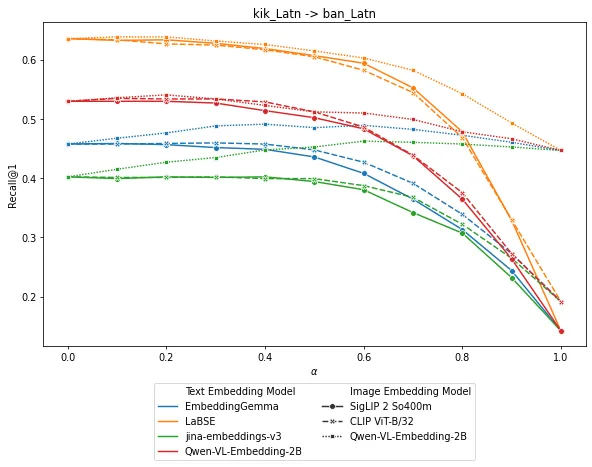 kik_Latn -> ban_Latn
Recall@1
0.6
0.5
0.4
0.3
0.2
0.0 0.2 0.4 0.6 0.8 1.0
α
Text Embedding Model Image Embedding Model
EmbeddingGemma SigLIP 2 So400m
LaBSE CLIP ViT-B/32
jina-embeddings-v3 Qwen-VL-Embedding-2B
Qwen-VL-Embedding-2B